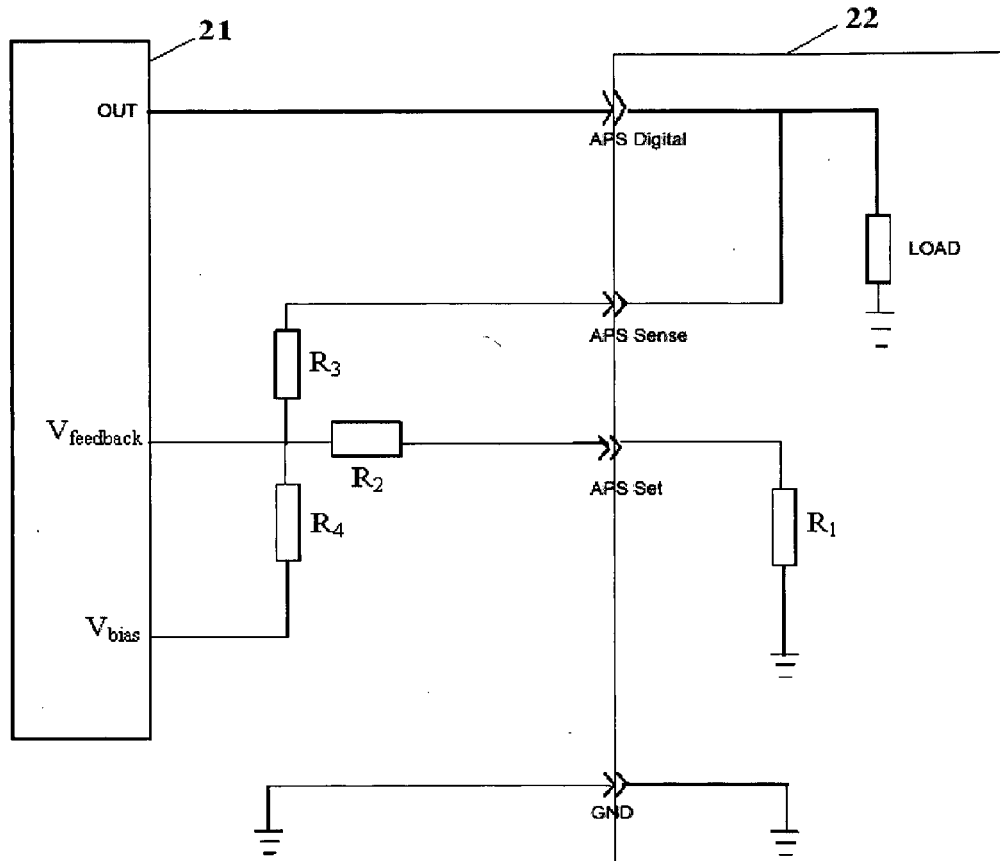 21
22
OUT
APS Digital
LOAD
APS Sense
R3
Vfeedback
R2
APS Set
R4
R1
Vbias
GND